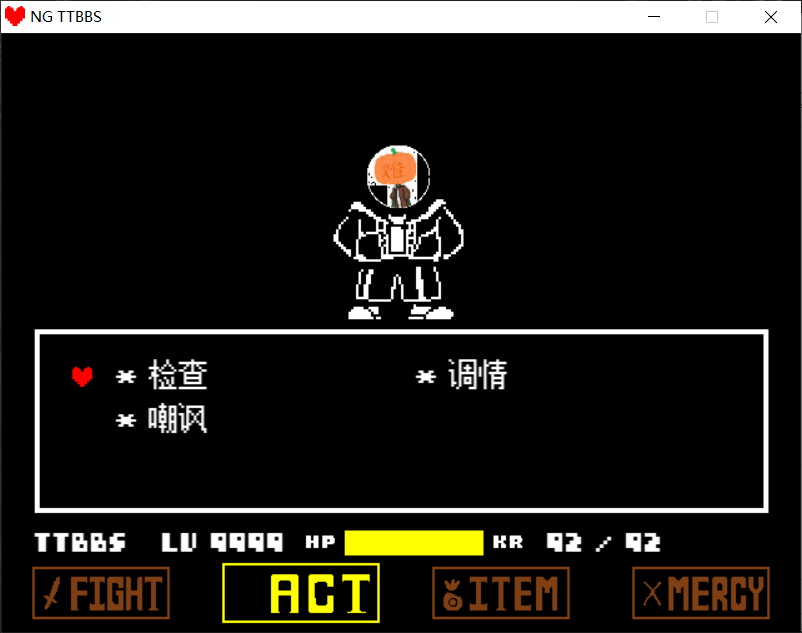 NG TTBBS
难
* 检查 * 调情
* 嘲讽
TTBBS LV 9999 HP KR 92 / 92
FIGHT ACT ITEM MERCY